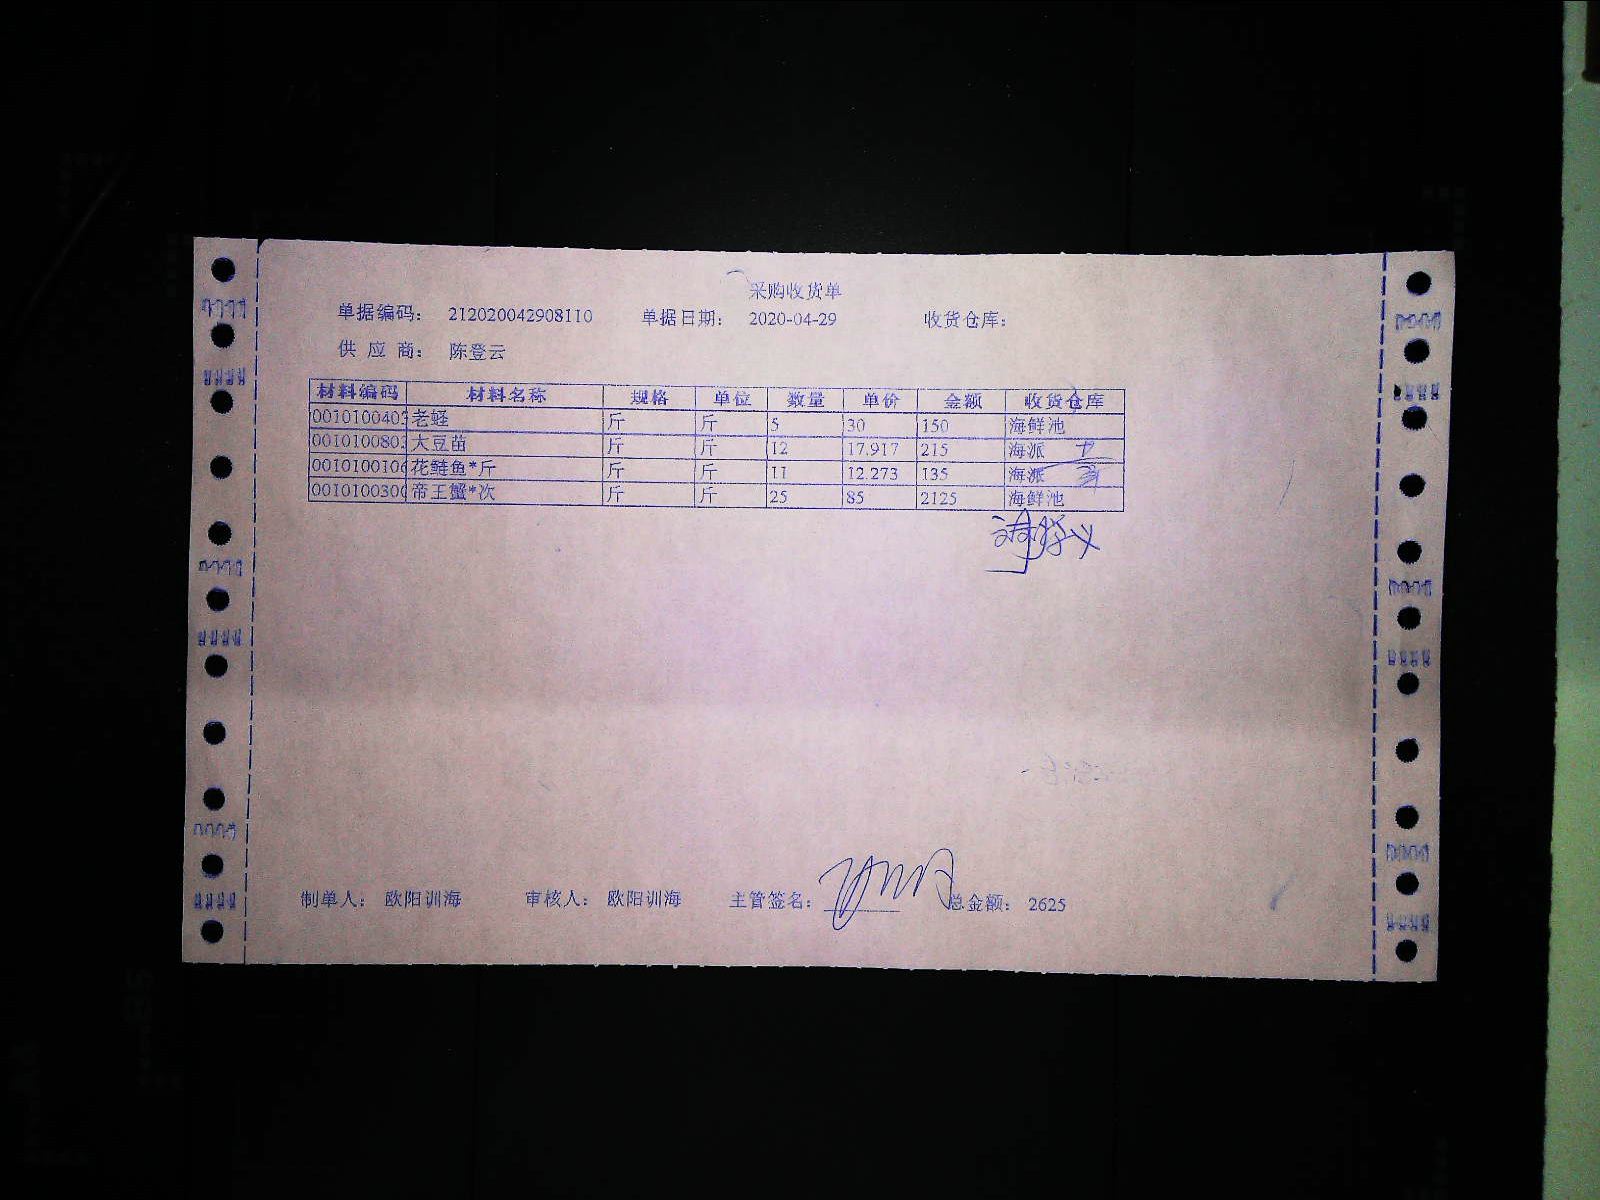 采购收货单
单据编码: 212020042908110 单据日期: 2020-04-29 收货仓库:
供 应 商: 陈登云
材料编码 材料名称 规格 单位 数量 单价 金额 收货仓库
0010100403 老蛏 斤 斤 5 30 150 海鲜池
0010100803 大豆苗 斤 斤 12 17.917 215 海派
0010100106 花鲢鱼*斤 斤 斤 11 12.273 135 海派
0010100300 帝王蟹*次 斤 斤 25 85 2125 海鲜池
制单人: 欧阳训海 审核人: 欧阳训海 主管签名: 总金额: 2625